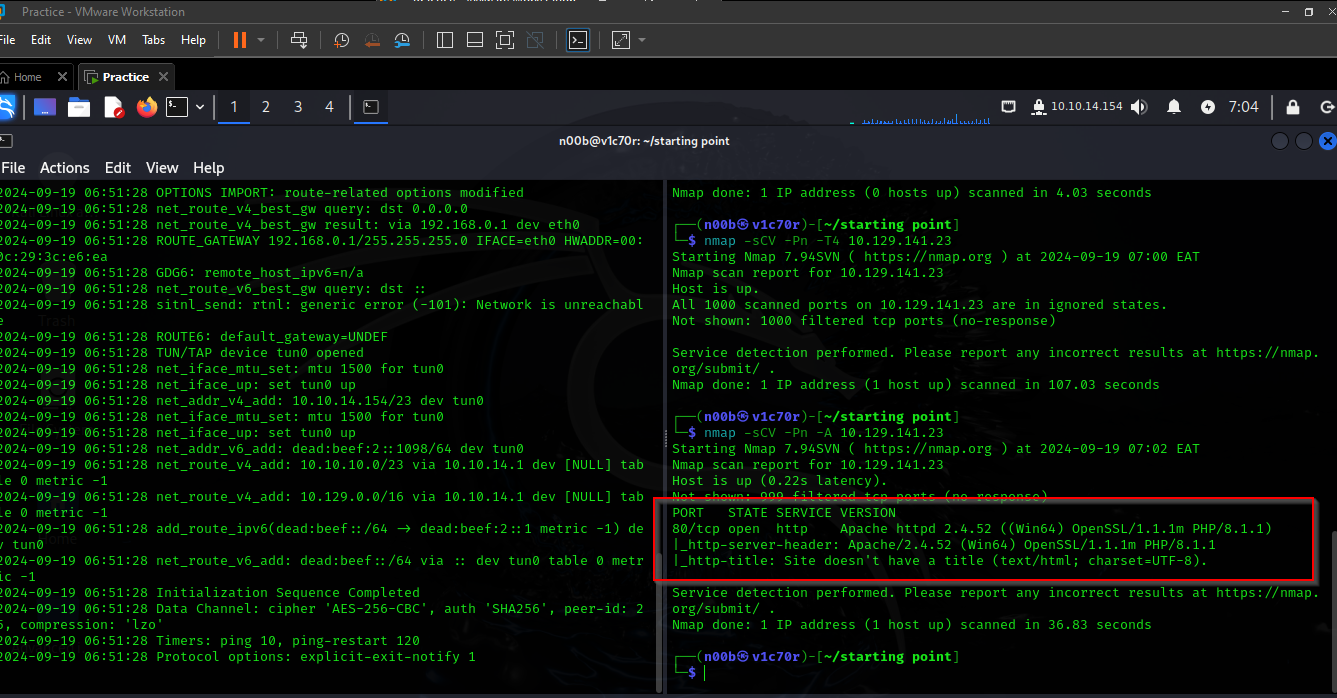 Practice - VMware Workstation
File Edit View VM Tabs Help
Home Practice
1 2 3 4 10.10.14.154 7:04
n00b@v1c70r: ~/starting point
File Actions Edit View Help
2024-09-19 06:51:28 OPTIONS IMPORT: route-related options modified
2024-09-19 06:51:28 net_route_v4_best_gw query: dst 0.0.0.0
2024-09-19 06:51:28 net_route_v4_best_gw result: via 192.168.0.1 dev eth0
2024-09-19 06:51:28 ROUTE_GATEWAY 192.168.0.1/255.255.255.0 IFACE=eth0 HWADDR=00:
0c:29:3c:e6:ea
2024-09-19 06:51:28 GDG6: remote_host_ipv6=n/a
2024-09-19 06:51:28 net_route_v6_best_gw query: dst ::
2024-09-19 06:51:28 sitnl_send: rtnl: generic error (-101): Network is unreachabl
e
2024-09-19 06:51:28 ROUTE6: default_gateway=UNDEF
2024-09-19 06:51:28 TUN/TAP device tun0 opened
2024-09-19 06:51:28 net_iface_mtu_set: mtu 1500 for tun0
2024-09-19 06:51:28 net_iface_up: set tun0 up
2024-09-19 06:51:28 net_addr_v4_add: 10.10.14.154/23 dev tun0
2024-09-19 06:51:28 net_iface_mtu_set: mtu 1500 for tun0
2024-09-19 06:51:28 net_iface_up: set tun0 up
2024-09-19 06:51:28 net_addr_v6_add: dead:beef:2::1098/64 dev tun0
2024-09-19 06:51:28 net_route_v4_add: 10.10.10.0/23 via 10.10.14.1 dev [NULL] tab
le 0 metric -1
2024-09-19 06:51:28 net_route_v4_add: 10.129.0.0/16 via 10.10.14.1 dev [NULL] tab
le 0 metric -1
2024-09-19 06:51:28 add_route_ipv6(dead:beef::/64 -> dead:beef:2::1 metric -1) de
v tun0
2024-09-19 06:51:28 net_route_v6_add: dead:beef::/64 via :: dev tun0 table 0 metr
ic -1
2024-09-19 06:51:28 Initialization Sequence Completed
2024-09-19 06:51:28 Data Channel: cipher 'AES-256-CBC', auth 'SHA256', peer-id: 2
6, compression: 'lzo'
2024-09-19 06:51:28 Timers: ping 10, ping-restart 120
2024-09-19 06:51:28 Protocol options: explicit-exit-notify 1
Nmap done: 1 IP address (0 hosts up) scanned in 4.03 seconds
(n00b㉿v1c70r)-[~/starting point]
$ nmap -sCV -Pn -T4 10.129.141.23
Starting Nmap 7.94SVN ( https://nmap.org ) at 2024-09-19 07:00 EAT
Nmap scan report for 10.129.141.23
Host is up.
All 1000 scanned ports on 10.129.141.23 are in ignored states.
Not shown: 1000 filtered tcp ports (no-response)
Service detection performed. Please report any incorrect results at https://nmap.
org/submit/ .
Nmap done: 1 IP address (1 host up) scanned in 107.03 seconds
(n00b㉿v1c70r)-[~/starting point]
$ nmap -sCV -Pn -A 10.129.141.23
Starting Nmap 7.94SVN ( https://nmap.org ) at 2024-09-19 07:02 EAT
Nmap scan report for 10.129.141.23
Host is up (0.22s latency).
Not shown: 999 filtered tcp ports (no-response)
PORT STATE SERVICE VERSION
80/tcp open http Apache httpd 2.4.52 ((Win64) OpenSSL/1.1.1m PHP/8.1.1)
|_http-server-header: Apache/2.4.52 (Win64) OpenSSL/1.1.1m PHP/8.1.1
|_http-title: Site doesn't have a title (text/html; charset=UTF-8).
Service detection performed. Please report any incorrect results at https://nmap.
org/submit/ .
Nmap done: 1 IP address (1 host up) scanned in 36.83 seconds
(n00b㉿v1c70r)-[~/starting point]
$